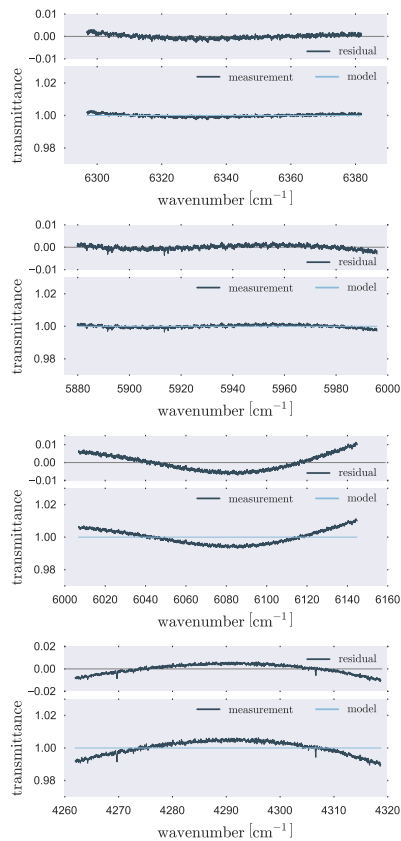 0.01
0.00
−0.01
residual
transmittance
1.02
1.00
0.98
measurement model
6300 6320 6340 6360 6380
wavenumber [cm⁻¹]
0.01
0.00
−0.01
residual
transmittance
1.02
1.00
0.98
measurement model
5880 5900 5920 5940 5960 5980 6000
wavenumber [cm⁻¹]
0.01
0.00
−0.01
residual
transmittance
1.02
1.00
0.98
measurement model
6000 6020 6040 6060 6080 6100 6120 6140 6160
wavenumber [cm⁻¹]
0.02
0.00
−0.02
residual
transmittance
1.02
1.00
0.98
measurement model
4260 4270 4280 4290 4300 4310 4320
wavenumber [cm⁻¹]